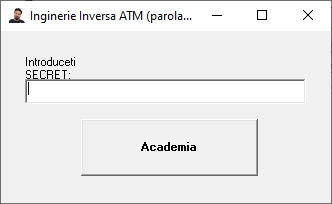 Inginerie Inversa ATM (parola...
Introduceti
SECRET:
Academia